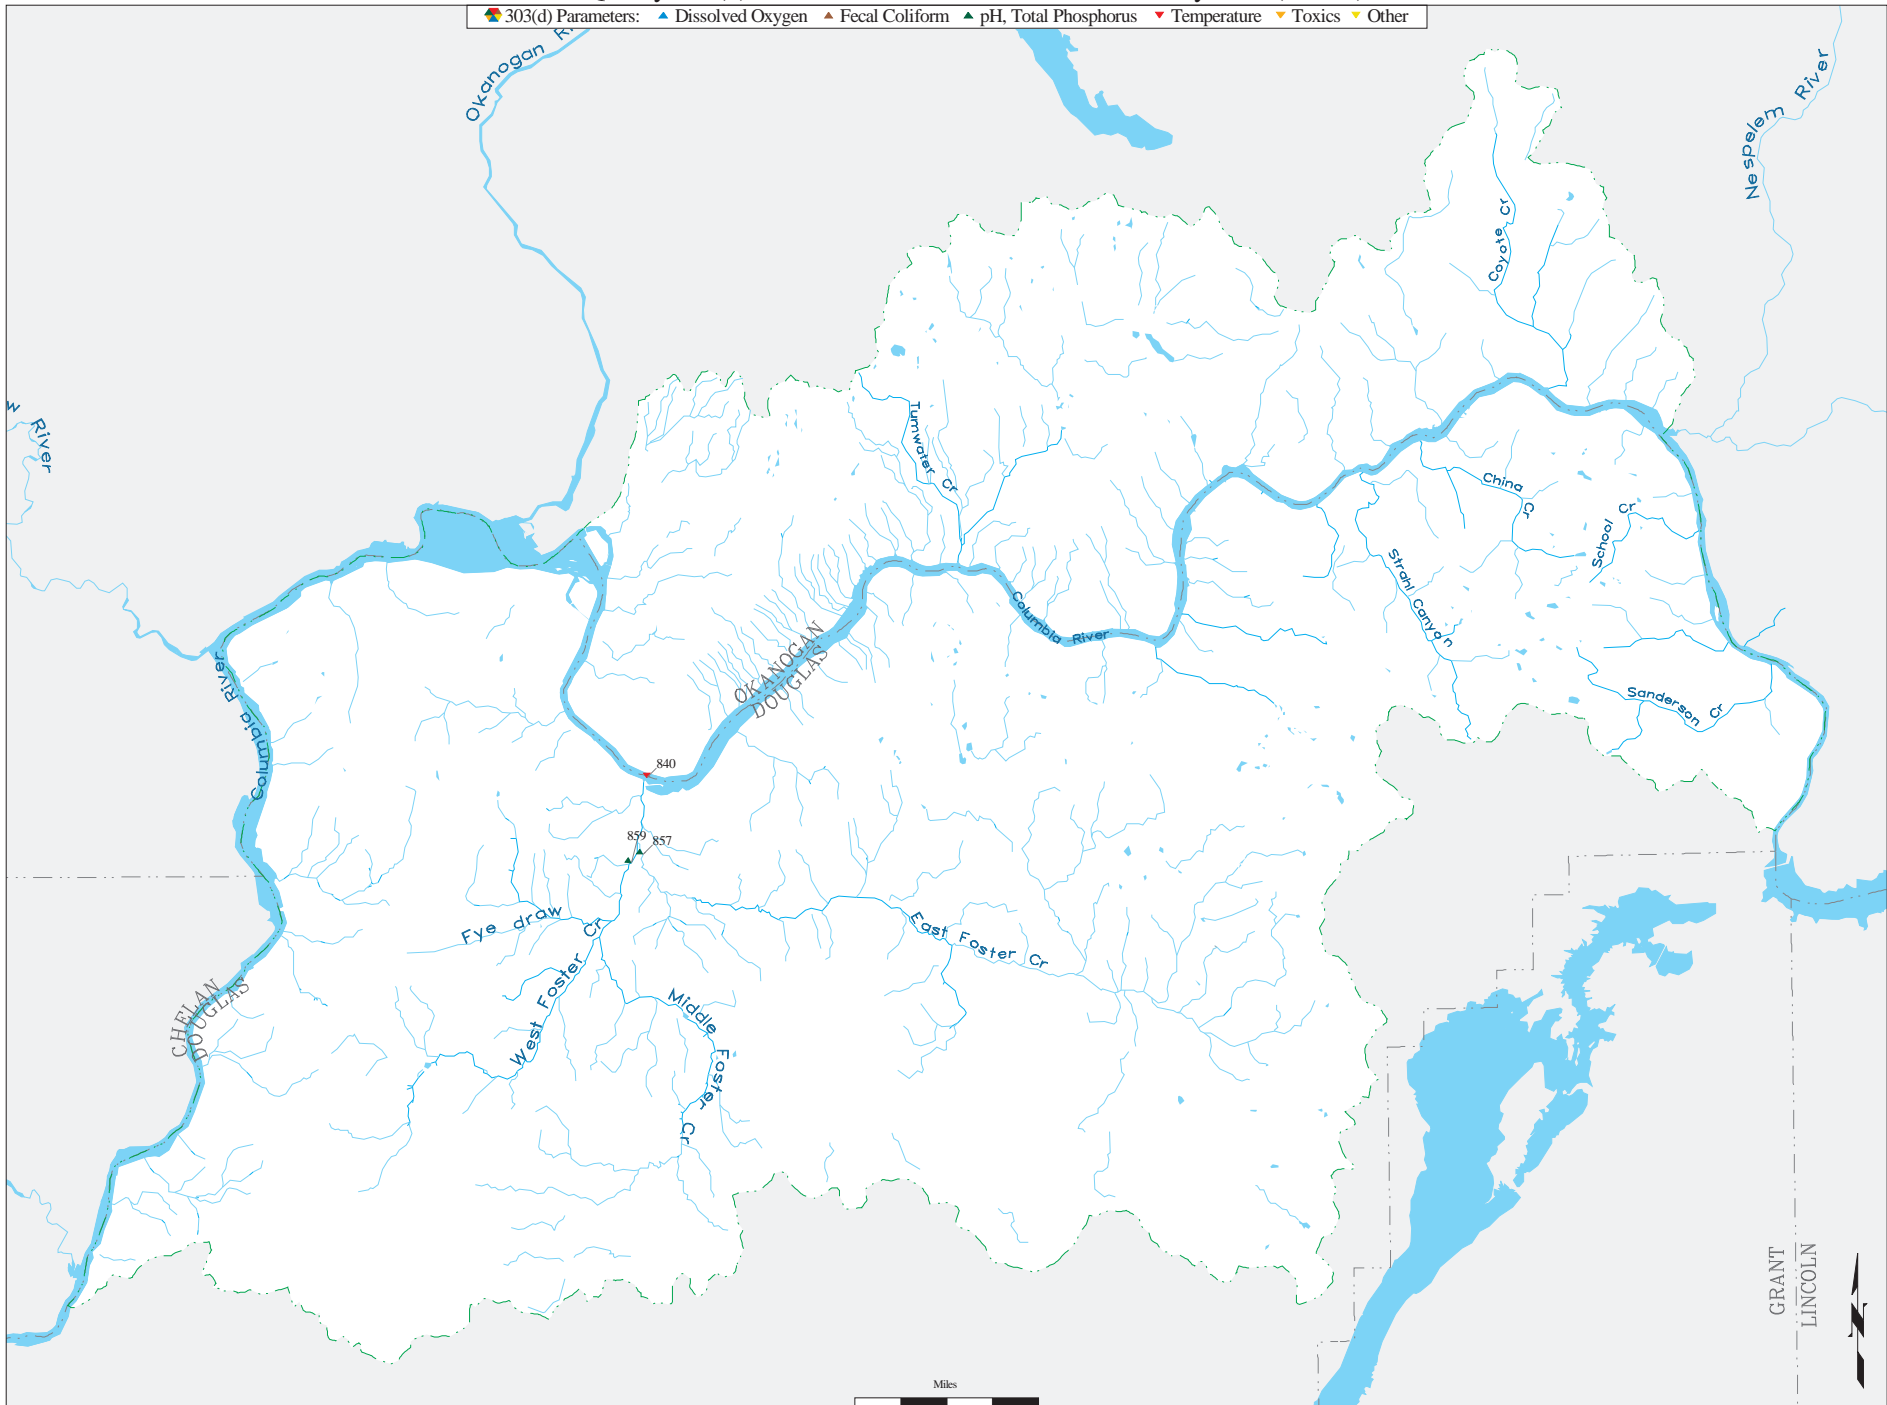 303(d) Parameters: Dissolved Oxygen Fecal Coliform pH, Total Phosphorus Temperature Toxics Other
Okanogan
Nespelem River
Coyote Cr
River
Tumwater Cr
China Cr
School Cr
Strahl Canyon
Columbia River
OKANOGAN
DOUGLAS
Columbia River
Sanderson Cr
840
859
857
Fye draw
East Foster Cr
West Foster Cr
Middle Foster Cr
CHELAN
DOUGLAS
GRANT
LINCOLN
N
Miles